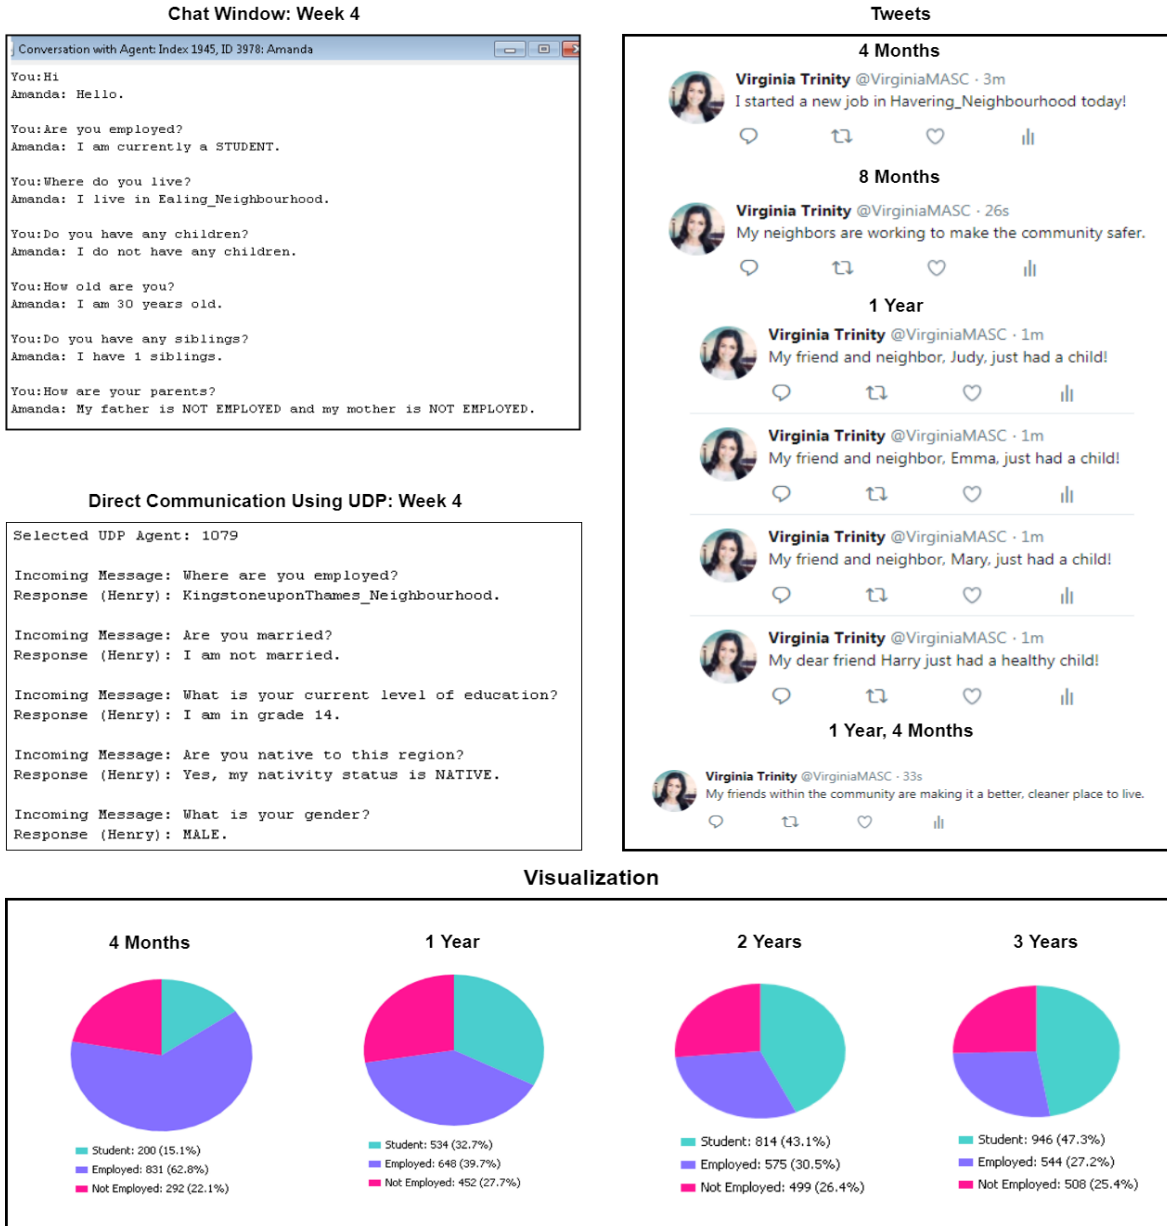 Chat Window: Week 4
Conversation with Agent: Index 1945, ID 3978: Amanda
You:Hi
Amanda: Hello.
You:Are you employed?
Amanda: I am currently a STUDENT.
You:Where do you live?
Amanda: I live in Ealing_Neighbourhood.
You:Do you have any children?
Amanda: I do not have any children.
You:How old are you?
Amanda: I am 30 years old.
You:Do you have any siblings?
Amanda: I have 1 siblings.
You:How are your parents?
Amanda: My father is NOT EMPLOYED and my mother is NOT EMPLOYED.
Direct Communication Using UDP: Week 4
Selected UDP Agent: 1079
Incoming Message: Where are you employed?
Response (Henry): KingstoneuponThames_Neighbourhood.
Incoming Message: Are you married?
Response (Henry): I am not married.
Incoming Message: What is your current level of education?
Response (Henry): I am in grade 14.
Incoming Message: Are you native to this region?
Response (Henry): Yes, my nativity status is NATIVE.
Incoming Message: What is your gender?
Response (Henry): MALE.
Tweets
4 Months
Virginia Trinity @VirginiaMASC · 3m
I started a new job in Havering_Neighbourhood today!
8 Months
Virginia Trinity @VirginiaMASC · 26s
My neighbors are working to make the community safer.
1 Year
Virginia Trinity @VirginiaMASC · 1m
My friend and neighbor, Judy, just had a child!
Virginia Trinity @VirginiaMASC · 1m
My friend and neighbor, Emma, just had a child!
Virginia Trinity @VirginiaMASC · 1m
My friend and neighbor, Mary, just had a child!
Virginia Trinity @VirginiaMASC · 1m
My dear friend Harry just had a healthy child!
1 Year, 4 Months
Virginia Trinity @VirginiaMASC · 33s
My friends within the community are making it a better, cleaner place to live.
Visualization
4 Months
Student: 200 (15.1%)
Employed: 831 (62.8%)
Not Employed: 292 (22.1%)
1 Year
Student: 534 (32.7%)
Employed: 648 (39.7%)
Not Employed: 452 (27.7%)
2 Years
Student: 814 (43.1%)
Employed: 575 (30.5%)
Not Employed: 499 (26.4%)
3 Years
Student: 946 (47.3%)
Employed: 544 (27.2%)
Not Employed: 508 (25.4%)